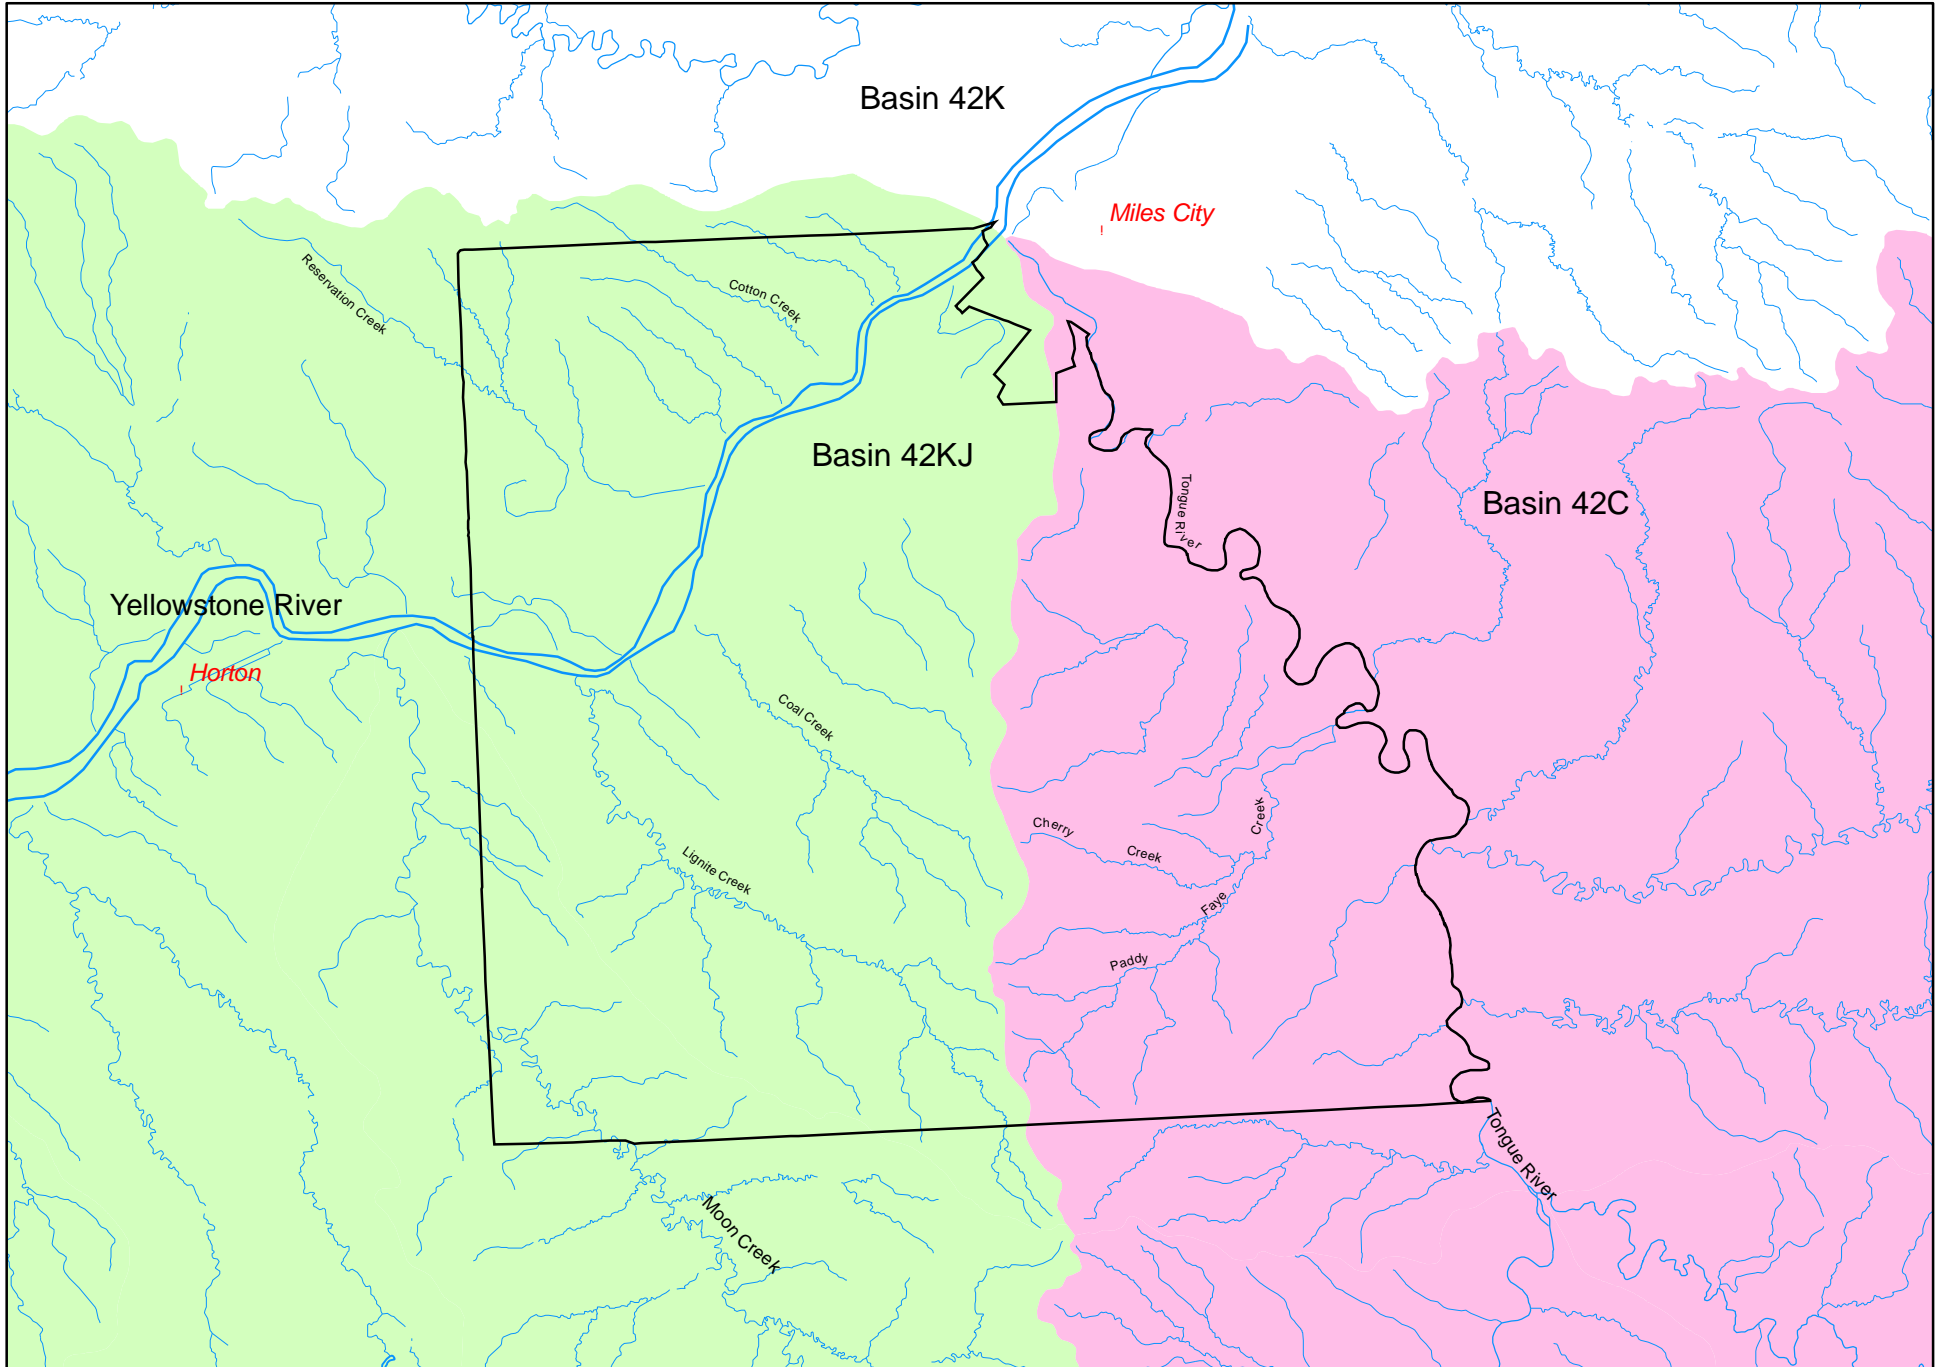 Basin 42K
Miles City
Reservation Creek
Cotton Creek
Basin 42KJ
Tongue River
Basin 42C
Yellowstone River
Horton
Coal Creek
Cherry
Creek
Creek
Lignite Creek
Faye
Paddy
Tongue River
Moon Creek